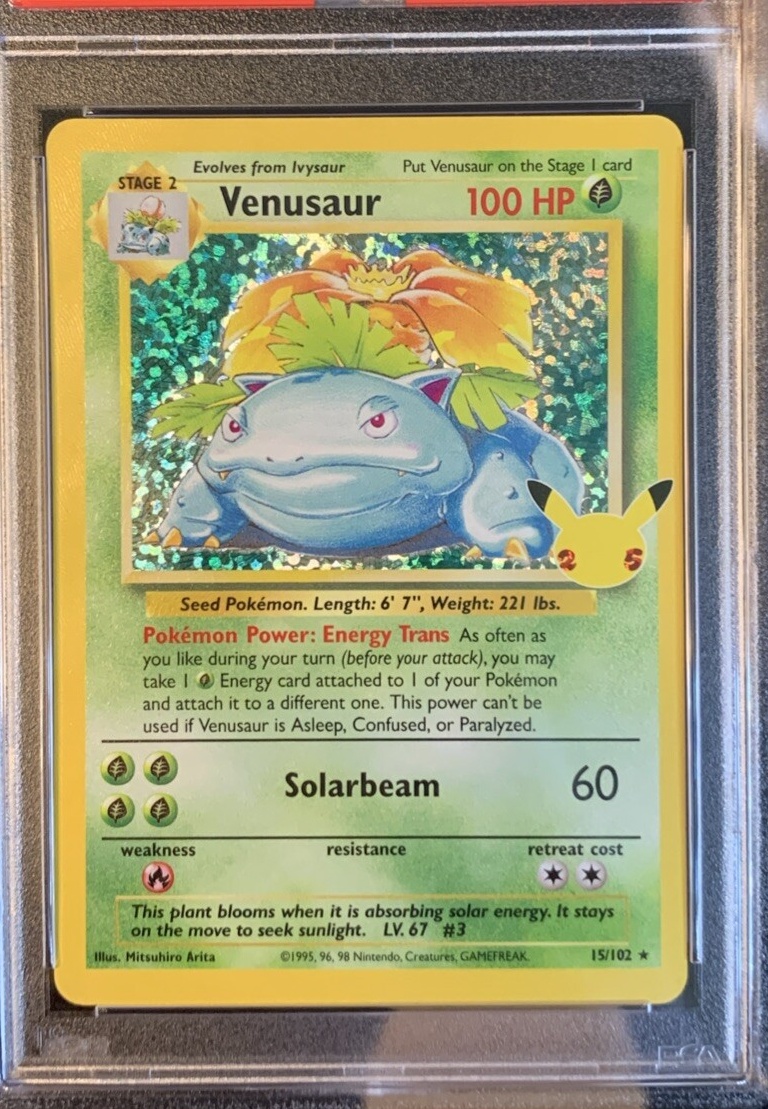 Evolves from Ivysaur Put Venusaur on the Stage 1 card
STAGE 2
Venusaur 100 HP
25
Seed Pokémon. Length: 6' 7", Weight: 221 lbs.
Pokémon Power: Energy Trans As often as
you like during your turn (before your attack), you may
take 1 Energy card attached to 1 of your Pokémon
and attach it to a different one. This power can't be
used if Venusaur is Asleep, Confused, or Paralyzed.
Solarbeam 60
weakness resistance retreat cost
This plant blooms when it is absorbing solar energy. It stays
on the move to seek sunlight. LV. 67 #3
Illus. Mitsuhiro Arita ©1995, 96, 98 Nintendo, Creatures, GAMEFREAK. 15/102 ★